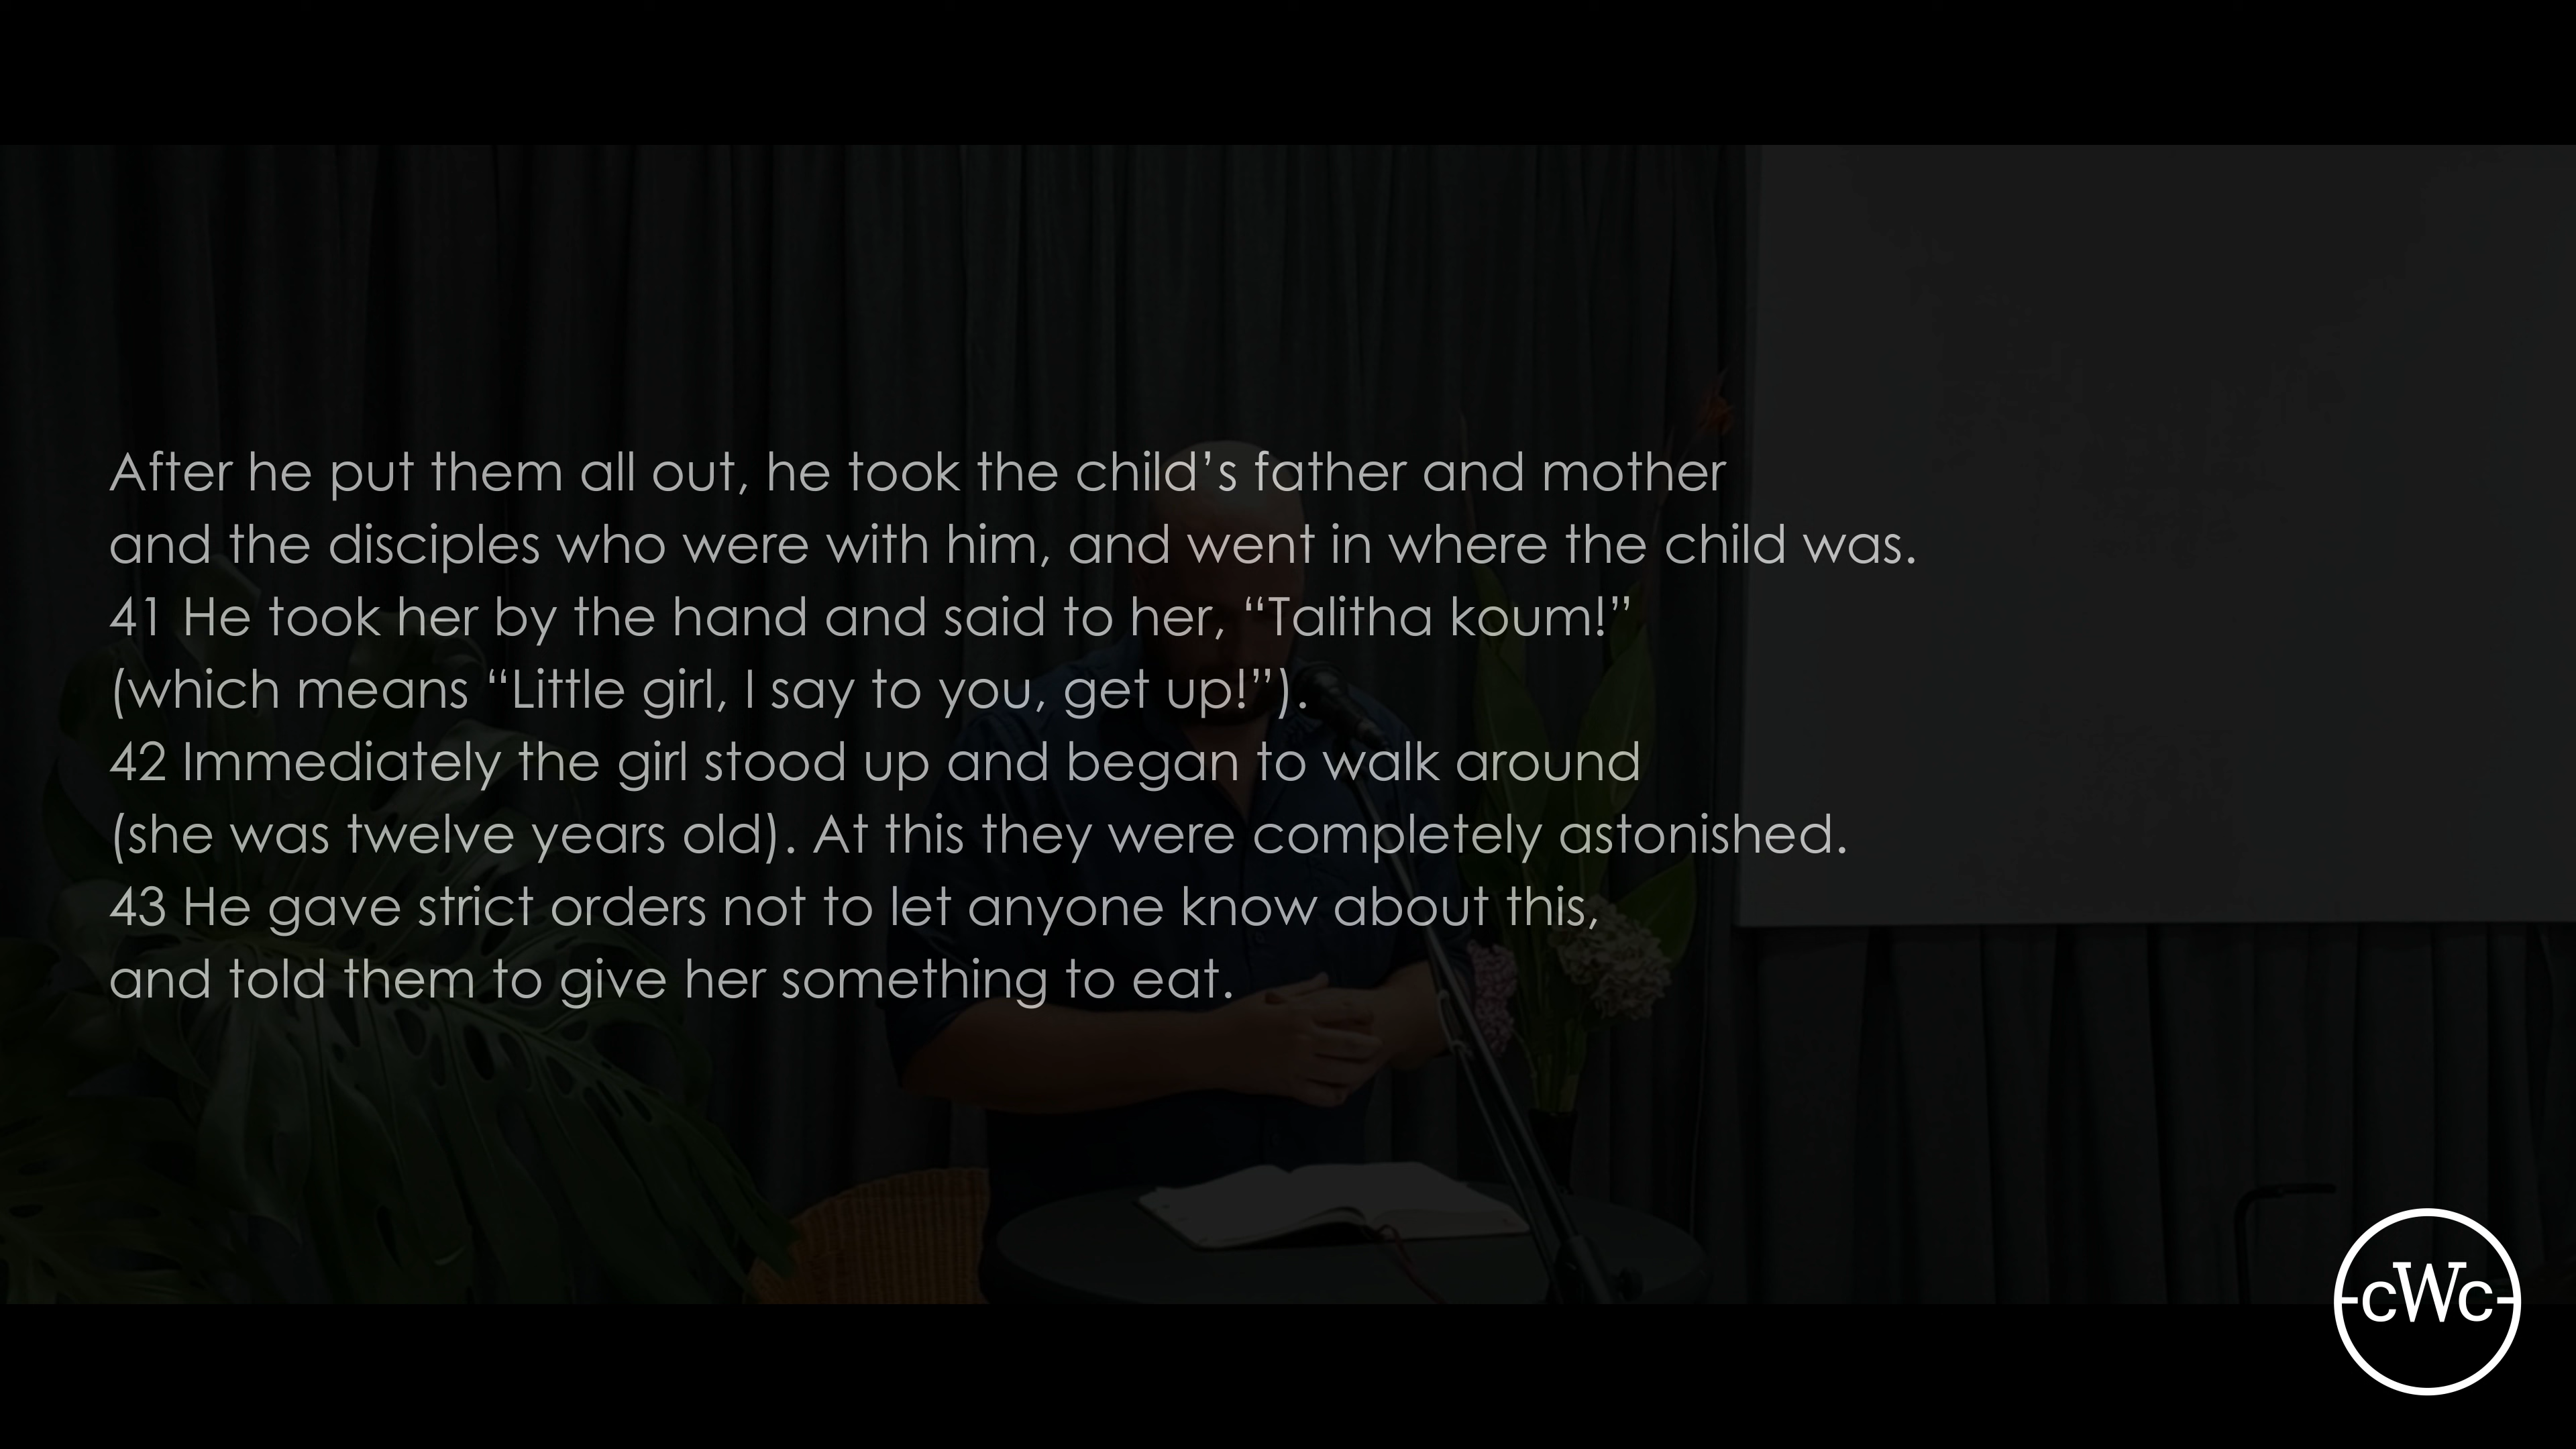 After he put them all out, he took the child’s father and mother
and the disciples who were with him, and went in where the child was.
41 He took her by the hand and said to her, “Talitha koum!”
(which means “Little girl, I say to you, get up!”).
42 Immediately the girl stood up and began to walk around
(she was twelve years old). At this they were completely astonished.
43 He gave strict orders not to let anyone know about this,
and told them to give her something to eat.
cWc